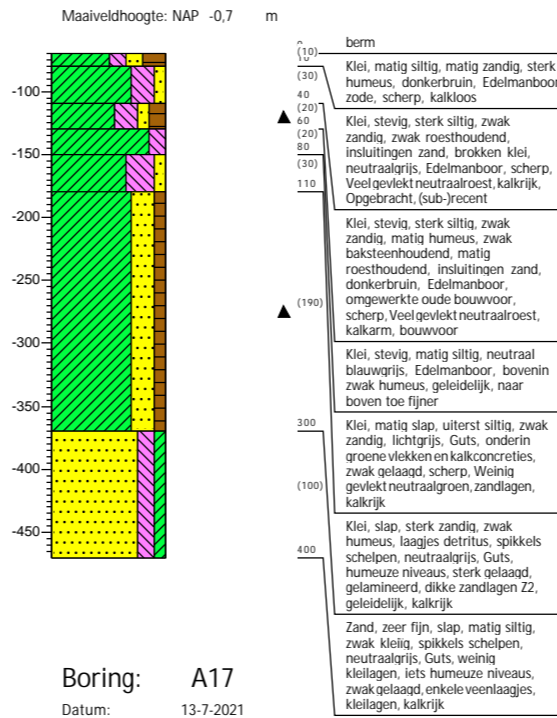 Maaiveldhoogte: NAP -0,7 m
berm
(10)
Klei, matig siltig, matig zandig, sterk
humeus, donkerbruin, Edelmanboor,
zode, scherp, kalkloos
(30)
40
(20)
60
(20)
80
(30)
110
(190)
300
(100)
400
Klei, stevig, sterk siltig, zwak
zandig, zwak roesthoudend,
insluitingen zand, brokken klei,
neutraalgrijs, Edelmanboor, scherp,
Veel gevlekt neutraalroest, kalkrijk,
Opgebracht, (sub-)recent
Klei, stevig, sterk siltig, zwak
zandig, matig humeus, zwak
baksteenhoudend, matig
roesthoudend, insluitingen zand,
donkerbruin, Edelmanboor,
omgewerkte oude bouwvoor,
scherp, Veel gevlekt neutraalroest,
kalkarm, bouwvoor
Klei, stevig, matig siltig, neutraal
blauwgrijs, Edelmanboor, bovenin
zwak humeus, geleidelijk, naar
boven toe fijner
Klei, matig slap, uiterst siltig, zwak
zandig, lichtgrijs, Guts, onderin
groene vlekken en kalkconcreties,
zwak gelaagd, scherp, Weinig
gevlekt neutraalgroen, zandlagen,
kalkrijk
Klei, slap, sterk zandig, zwak
humeus, laagjes detritus, spikkels
schelpen, neutraalgrijs, Guts,
humeuze niveaus, sterk gelaagd,
gelamineerd, dikke zandlagen Z2,
geleidelijk, kalkrijk
Zand, zeer fijn, slap, matig siltig,
zwak kleiïg, spikkels schelpen,
neutraalgrijs, Guts, weinig
kleilagen, iets humeuze niveaus,
zwak gelaagd, enkele veenlaagjes,
kleilagen, kalkrijk
-100
-150
-200
-250
-300
-350
-400
-450
Boring: A17
Datum: 13-7-2021